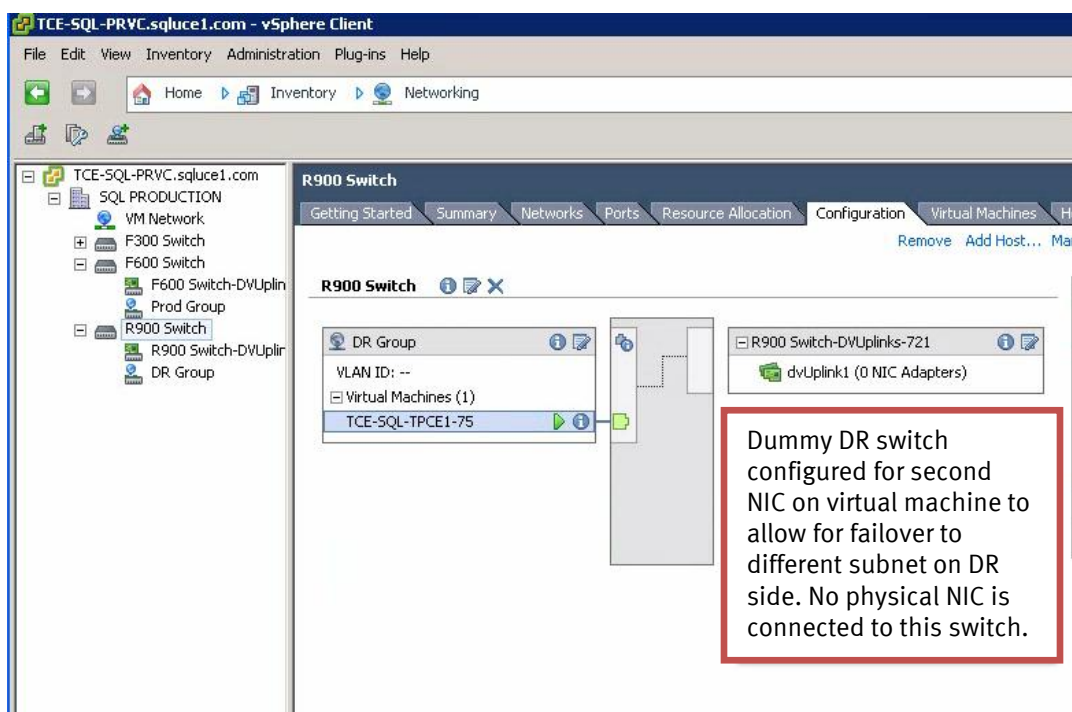 TCE-SQL-PRVC.sqluce1.com - vSphere Client
File Edit View Inventory Administration Plug-ins Help
Home Inventory Networking
TCE-SQL-PRVC.sqluce1.com
SQL PRODUCTION
VM Network
F300 Switch
F600 Switch
F600 Switch-DVUplin
Prod Group
R900 Switch
R900 Switch-DVUplin
DR Group
R900 Switch
Getting Started Summary Networks Ports Resource Allocation Configuration Virtual Machines H
Remove Add Host... Ma
R900 Switch
DR Group
VLAN ID: --
Virtual Machines (1)
TCE-SQL-TPCE1-75
R900 Switch-DVUplinks-721
dvUplink1 (0 NIC Adapters)
Dummy DR switch
configured for second
NIC on virtual machine to
allow for failover to
different subnet on DR
side. No physical NIC is
connected to this switch.